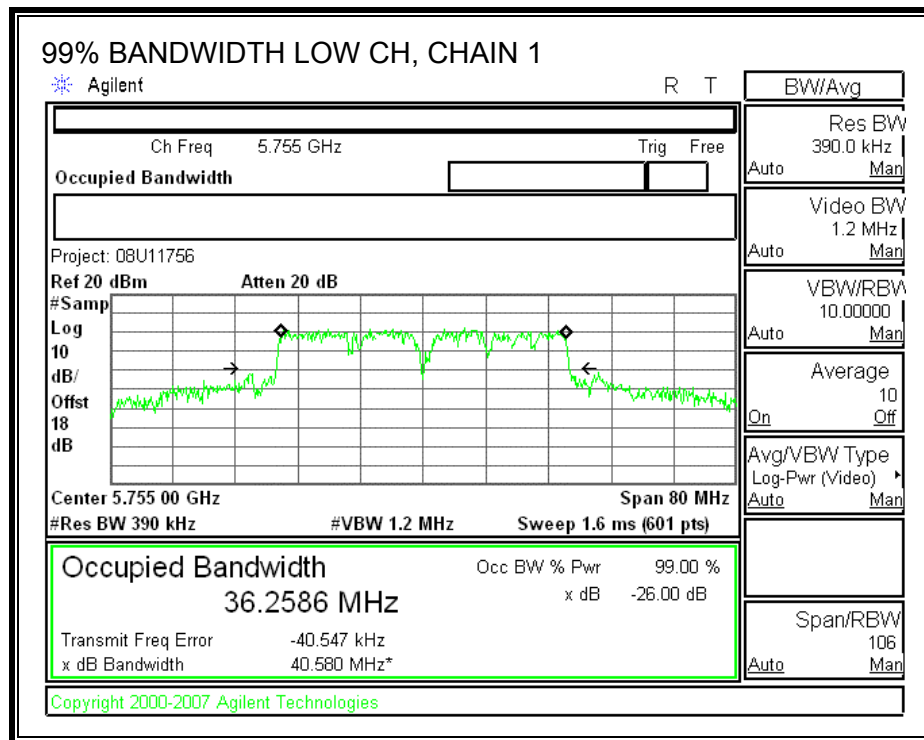 99% BANDWIDTH LOW CH, CHAIN 1
Agilent R T
Ch Freq 5.755 GHz Trig Free
Occupied Bandwidth
Project: 08U11756
Ref 20 dBm Atten 20 dB
#Samp
Log
10
dB/
Offst
18
dB
Center 5.755 00 GHz Span 80 MHz
#Res BW 390 kHz #VBW 1.2 MHz Sweep 1.6 ms (601 pts)
Occupied Bandwidth
36.2586 MHz
Occ BW % Pwr 99.00 %
x dB -26.00 dB
Transmit Freq Error -40.547 kHz
x dB Bandwidth 40.580 MHz*
Copyright 2000-2007 Agilent Technologies
BW/Avg
Res BW
390.0 kHz
Auto Man
Video BW
1.2 MHz
Auto Man
VBW/RBW
10.00000
Auto Man
Average
10
On Off
Avg/VBW Type
Log-Pwr (Video)
Auto Man
Span/RBW
106
Auto Man